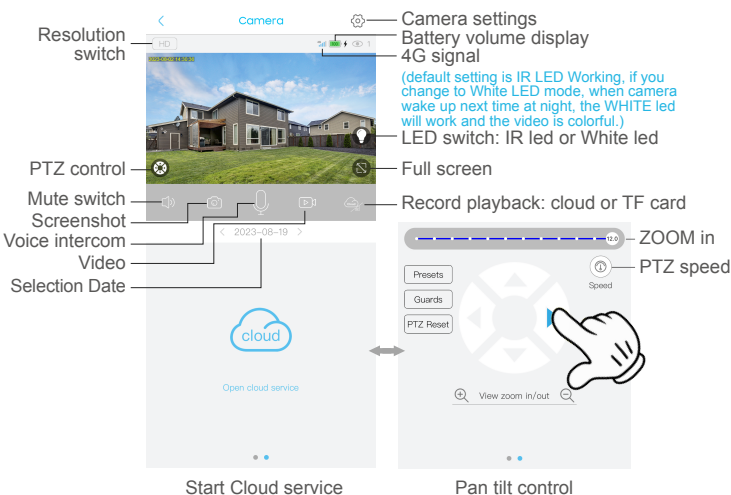 Camera
Camera settings
Battery volume display
4G signal
Resolution
switch
HD
1
(default setting is IR LED Working, if you
change to White LED mode, when camera
wake up next time at night, the WHITE led
will work and the video is colorful.)
LED switch: IR led or White led
PTZ control
Full screen
Mute switch
Screenshot
Voice intercom
Video
Selection Date
Record playback: cloud or TF card
2023-08-19
12.0
ZOOM in
PTZ speed
Speed
Presets
Guards
PTZ Reset
cloud
Open cloud service
View zoom in/out
Start Cloud service
Pan tilt control